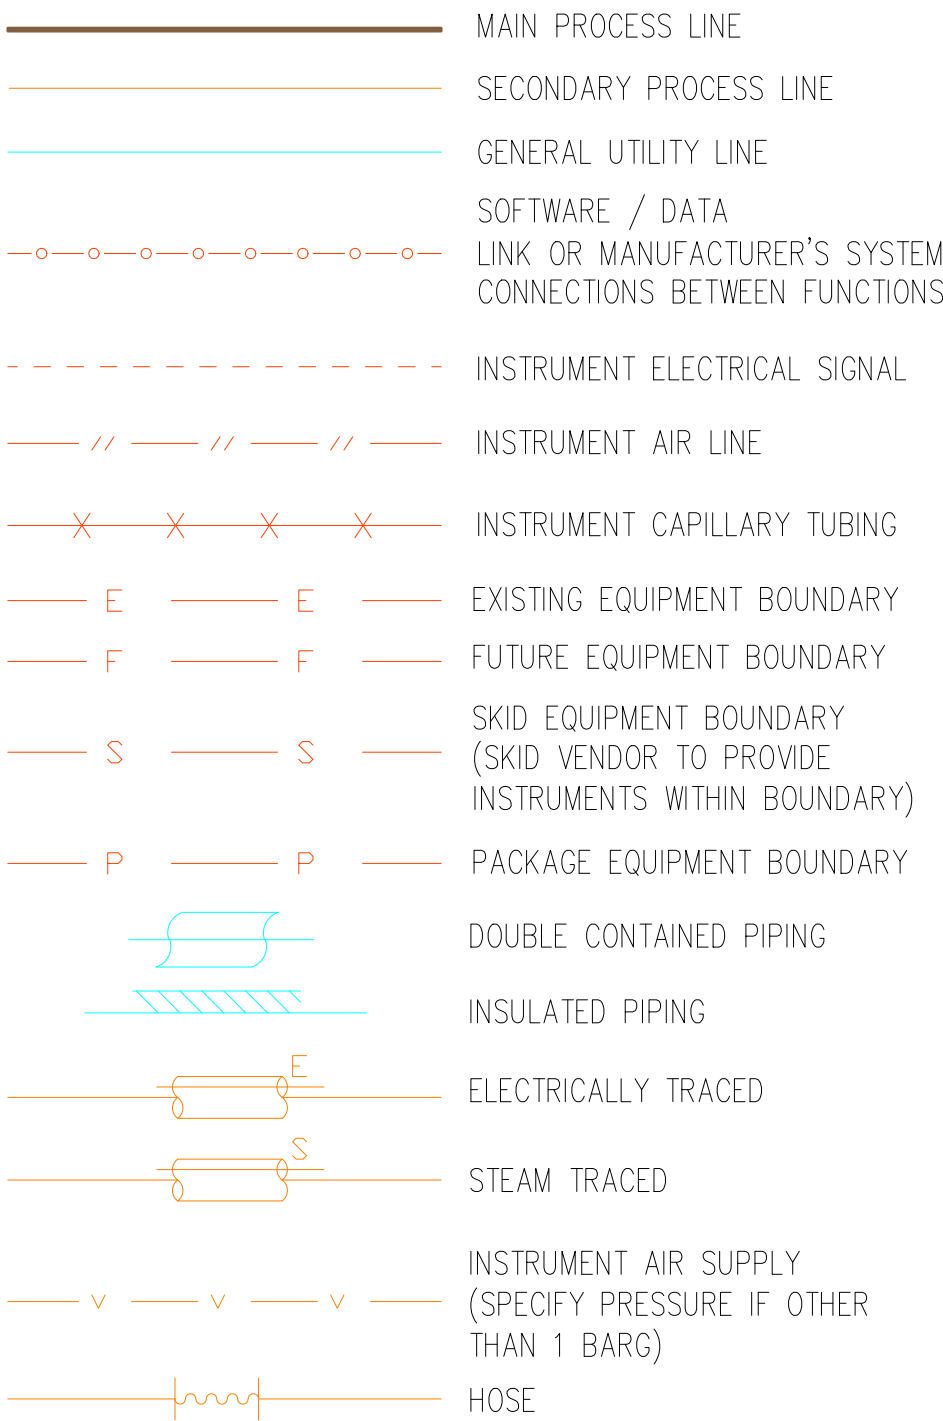 MAIN PROCESS LINE
SECONDARY PROCESS LINE
GENERAL UTILITY LINE
SOFTWARE / DATA
LINK OR MANUFACTURER'S SYSTEM
CONNECTIONS BETWEEN FUNCTIONS
INSTRUMENT ELECTRICAL SIGNAL
// // // INSTRUMENT AIR LINE
X X X X INSTRUMENT CAPILLARY TUBING
E E EXISTING EQUIPMENT BOUNDARY
F F FUTURE EQUIPMENT BOUNDARY
SKID EQUIPMENT BOUNDARY
S S (SKID VENDOR TO PROVIDE
INSTRUMENTS WITHIN BOUNDARY)
P P PACKAGE EQUIPMENT BOUNDARY
DOUBLE CONTAINED PIPING
INSULATED PIPING
E ELECTRICALLY TRACED
S STEAM TRACED
INSTRUMENT AIR SUPPLY
V V V (SPECIFY PRESSURE IF OTHER
THAN 1 BARG)
HOSE